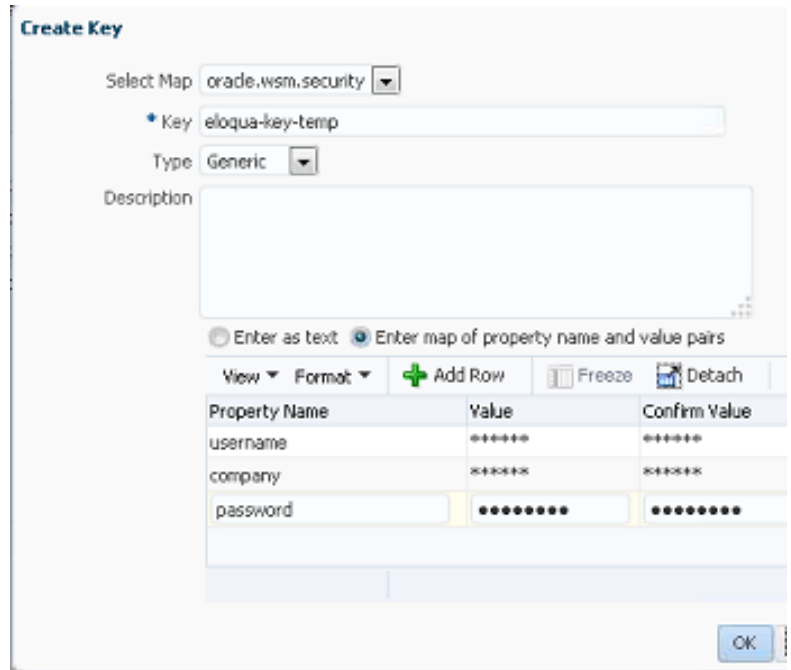 Create Key
Select Map oracle.wsm.security
* Key eloqua-key-temp
Type Generic
Description
Enter as text Enter map of property name and value pairs
View Format Add Row Freeze Detach
Property Name Value Confirm Value
username ****** ******
company ****** ******
password •••••••• ••••••••
OK